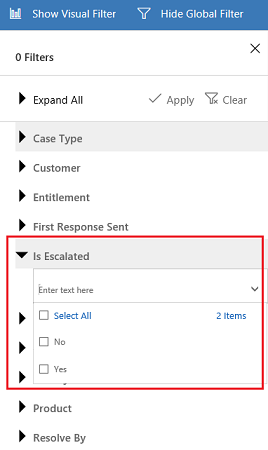 Show Visual Filter Hide Global Filter
0 Filters
Expand All Apply Clear
Case Type
Customer
Entitlement
First Response Sent
Is Escalated
Enter text here
Select All 2 Items
No
Yes
Product
Resolve By